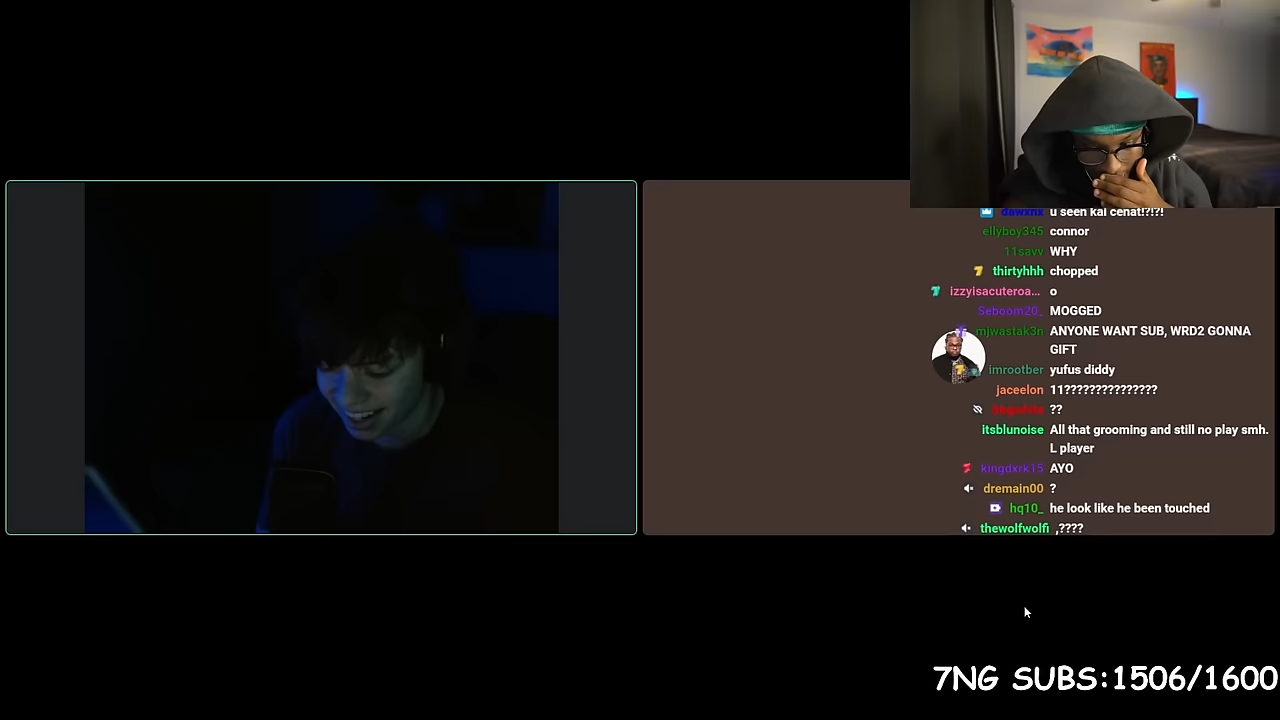 dawxnx u seen kai cenat!?!?!
ellyboy345 connor
11savv WHY
thirtyhhh chopped
izzyisacuteroa... o
Seboom20_ MOGGED
mjwastak3n ANYONE WANT SUB, WRD2 GONNA
GIFT
imrootber yufus diddy
jaceelon 11???????????????
??
itsblunoise All that grooming and still no play smh.
L player
kingdxrk15 AYO
dremain00 ?
hq10_ he look like he been touched
thewolfwolfi ,????
7NG SUBS:1506/1600